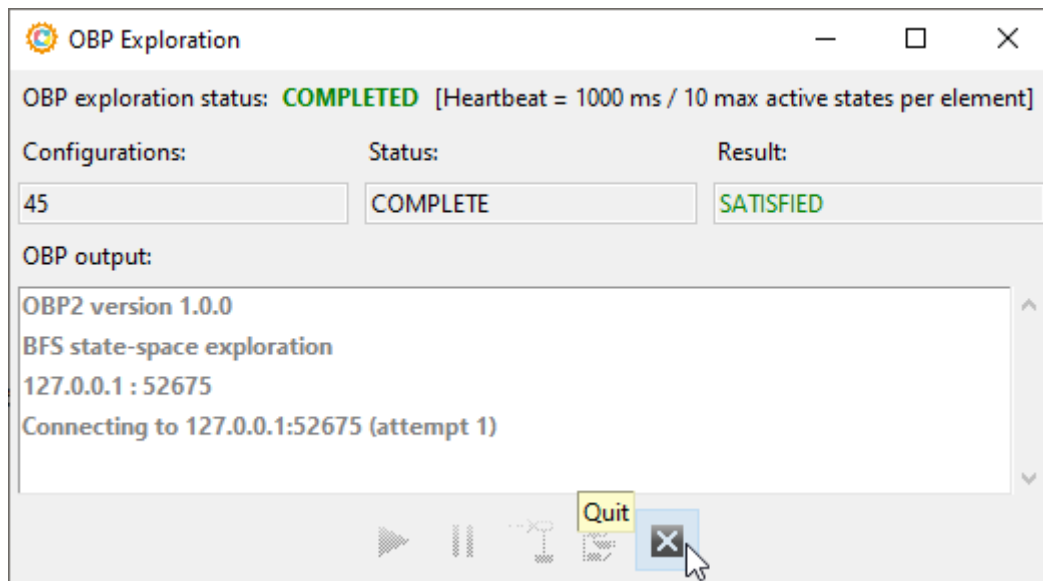 OBP Exploration
OBP exploration status: COMPLETED [Heartbeat = 1000 ms / 10 max active states per element]
Configurations: Status: Result:
45 COMPLETE SATISFIED
OBP output:
OBP2 version 1.0.0
BFS state-space exploration
127.0.0.1 : 52675
Connecting to 127.0.0.1:52675 (attempt 1)
Quit